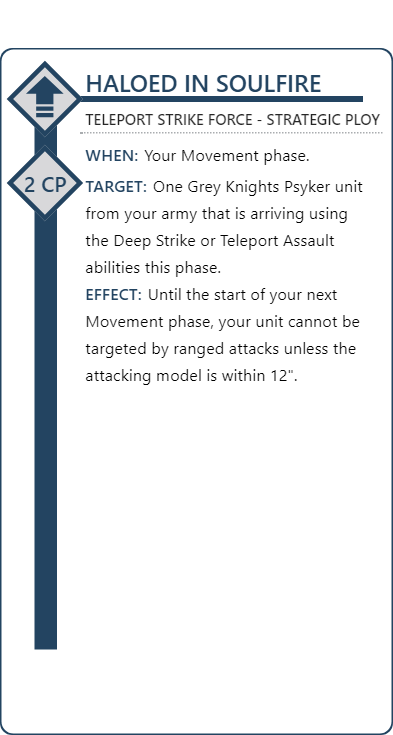 HALOED IN SOULFIRE
TELEPORT STRIKE FORCE - STRATEGIC PLOY
WHEN: Your Movement phase.
2 CP
TARGET: One Grey Knights Psyker unit
from your army that is arriving using
the Deep Strike or Teleport Assault
abilities this phase.
EFFECT: Until the start of your next
Movement phase, your unit cannot be
targeted by ranged attacks unless the
attacking model is within 12".